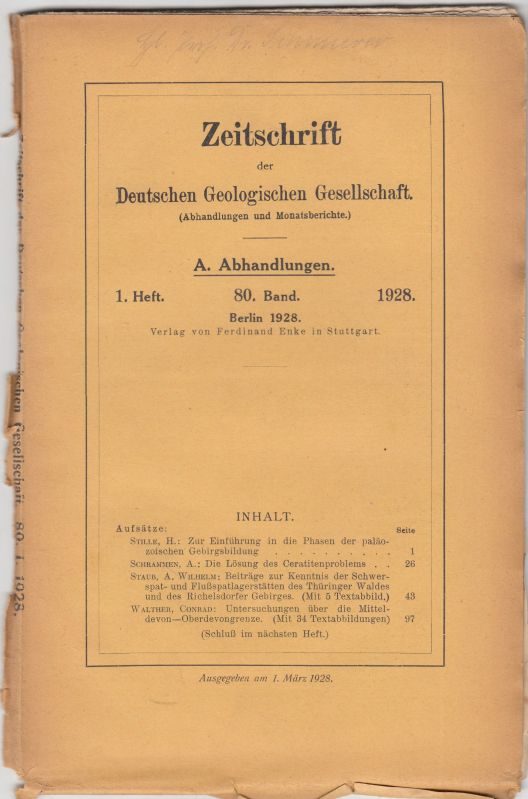 Prof. Dr.
Zeitschrift
der
Deutschen Geologischen Gesellschaft.
(Abhandlungen und Monatsberichte.)
A. Abhandlungen.
1. Heft. 80. Band. 1928.
Berlin 1928.
Verlag von Ferdinand Enke in Stuttgart.
INHALT.
Aufsätze: Seite
STILLE, H.: Zur Einführung in die Phasen der paläo-
zoischen Gebirgsbildung . . . . . . . . . . 1
SCHRAMMEN, A.: Die Lösung des Ceratitenproblems . . 26
STAUB, A. WILHELM: Beiträge zur Kenntnis der Schwer-
spat- und Flußspatlagerstätten des Thüringer Waldes
und des Richelsdorfer Gebirges. (Mit 5 Textabbild.) 43
WALTHER, CONRAD: Untersuchungen über die Mittel-
devon—Oberdevongrenze. (Mit 34 Textabbildungen) 97
(Schluß im nächsten Heft.)
Ausgegeben am 1. März 1928.
Gesellschaft. 80. 1. 1928.